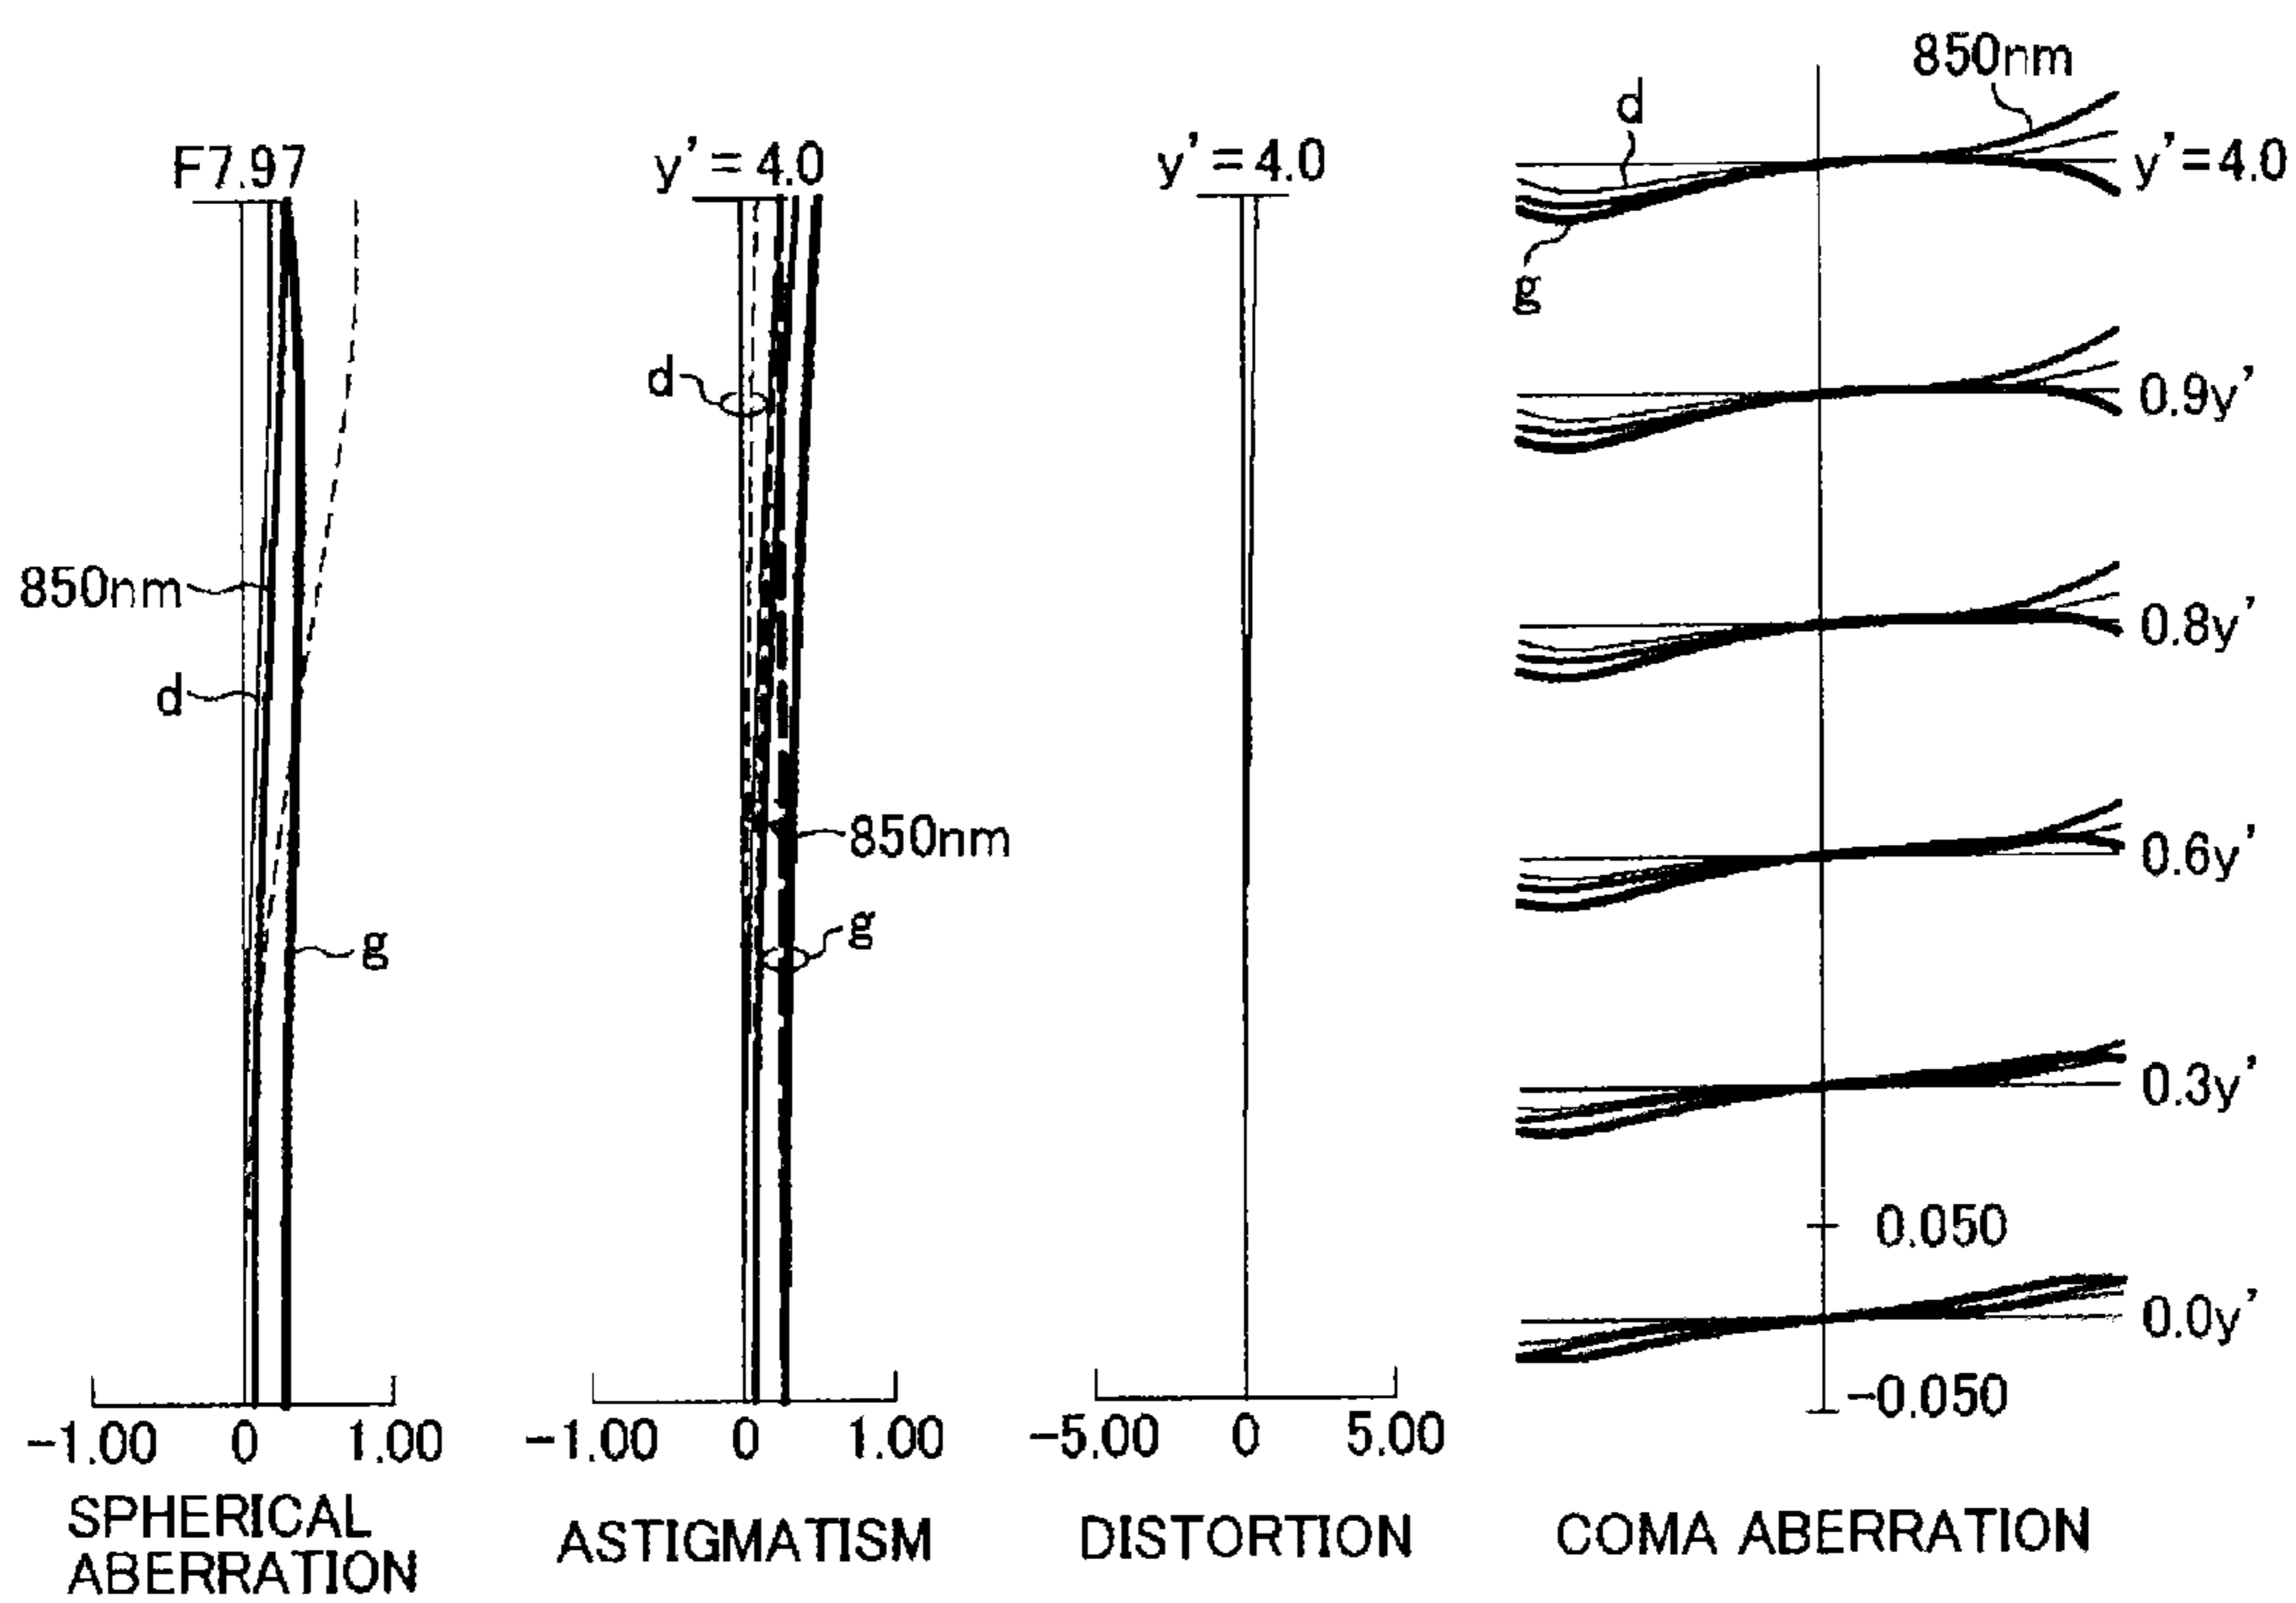 F7.97
850nm
d
g
-1.00 0 1.00
SPHERICAL
ABERRATION
y'=4.0
d
850nm
g
-1.00 0 1.00
ASTIGMATISM
y'=4.0
-5.00 0 5.00
DISTORTION
850nm
d
y'=4.0
g
0.9y'
0.8y'
0.6y'
0.3y'
0.050
0.0y'
-0.050
COMA ABERRATION